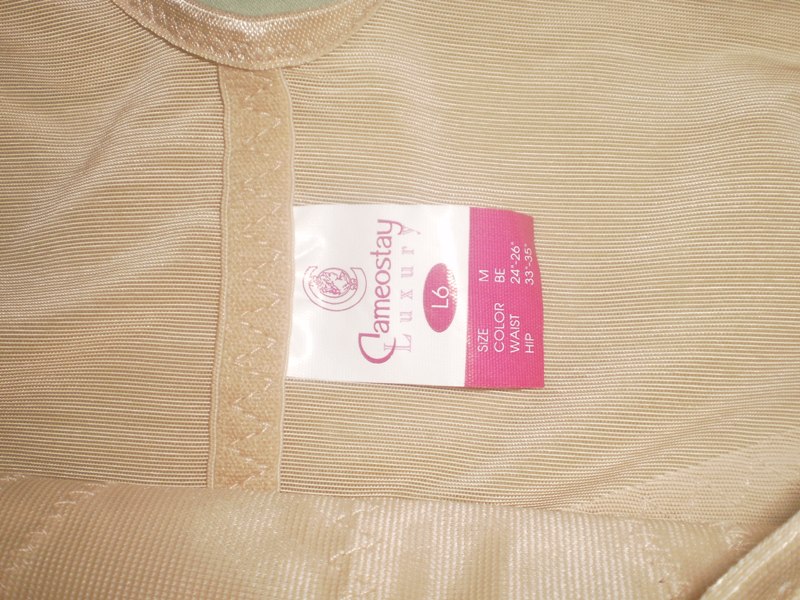 Cameostay
Luxury
L6
SIZE M
COLOR BE
WAIST 24"-26"
HIP 33"-35"